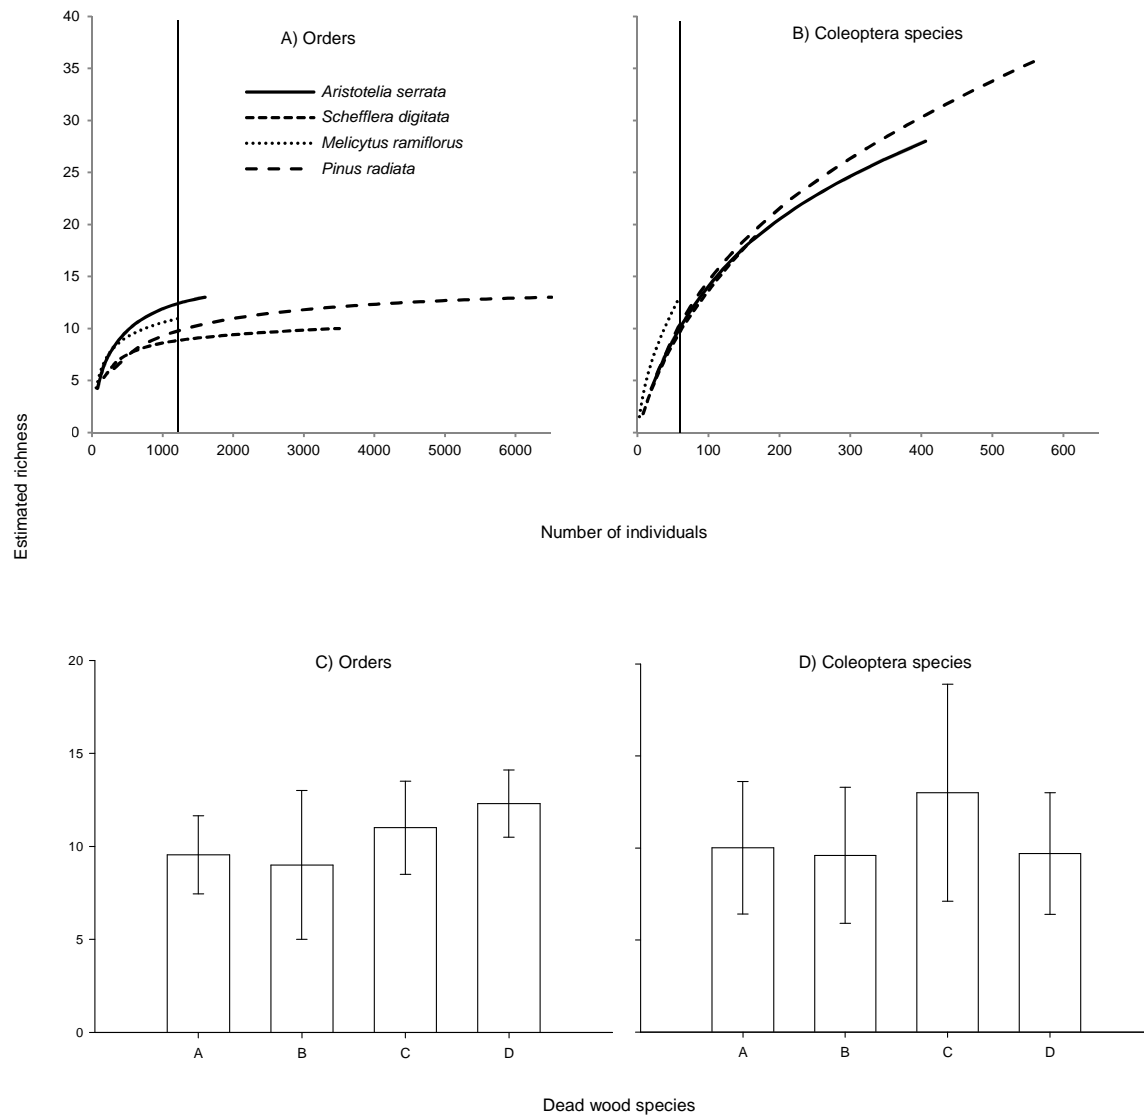 A) Orders
B) Coleoptera species
Aristotelia serrata
Schefflera digitata
Melicytus ramiflorus
Pinus radiata
40
35
30
25
20
15
10
5
0
0 1000 2000 3000 4000 5000 6000
0 100 200 300 400 500 600
Estimated richness
Number of individuals
C) Orders
D) Coleoptera species
20
15
10
5
0
A B C D
A B C D
Dead wood species